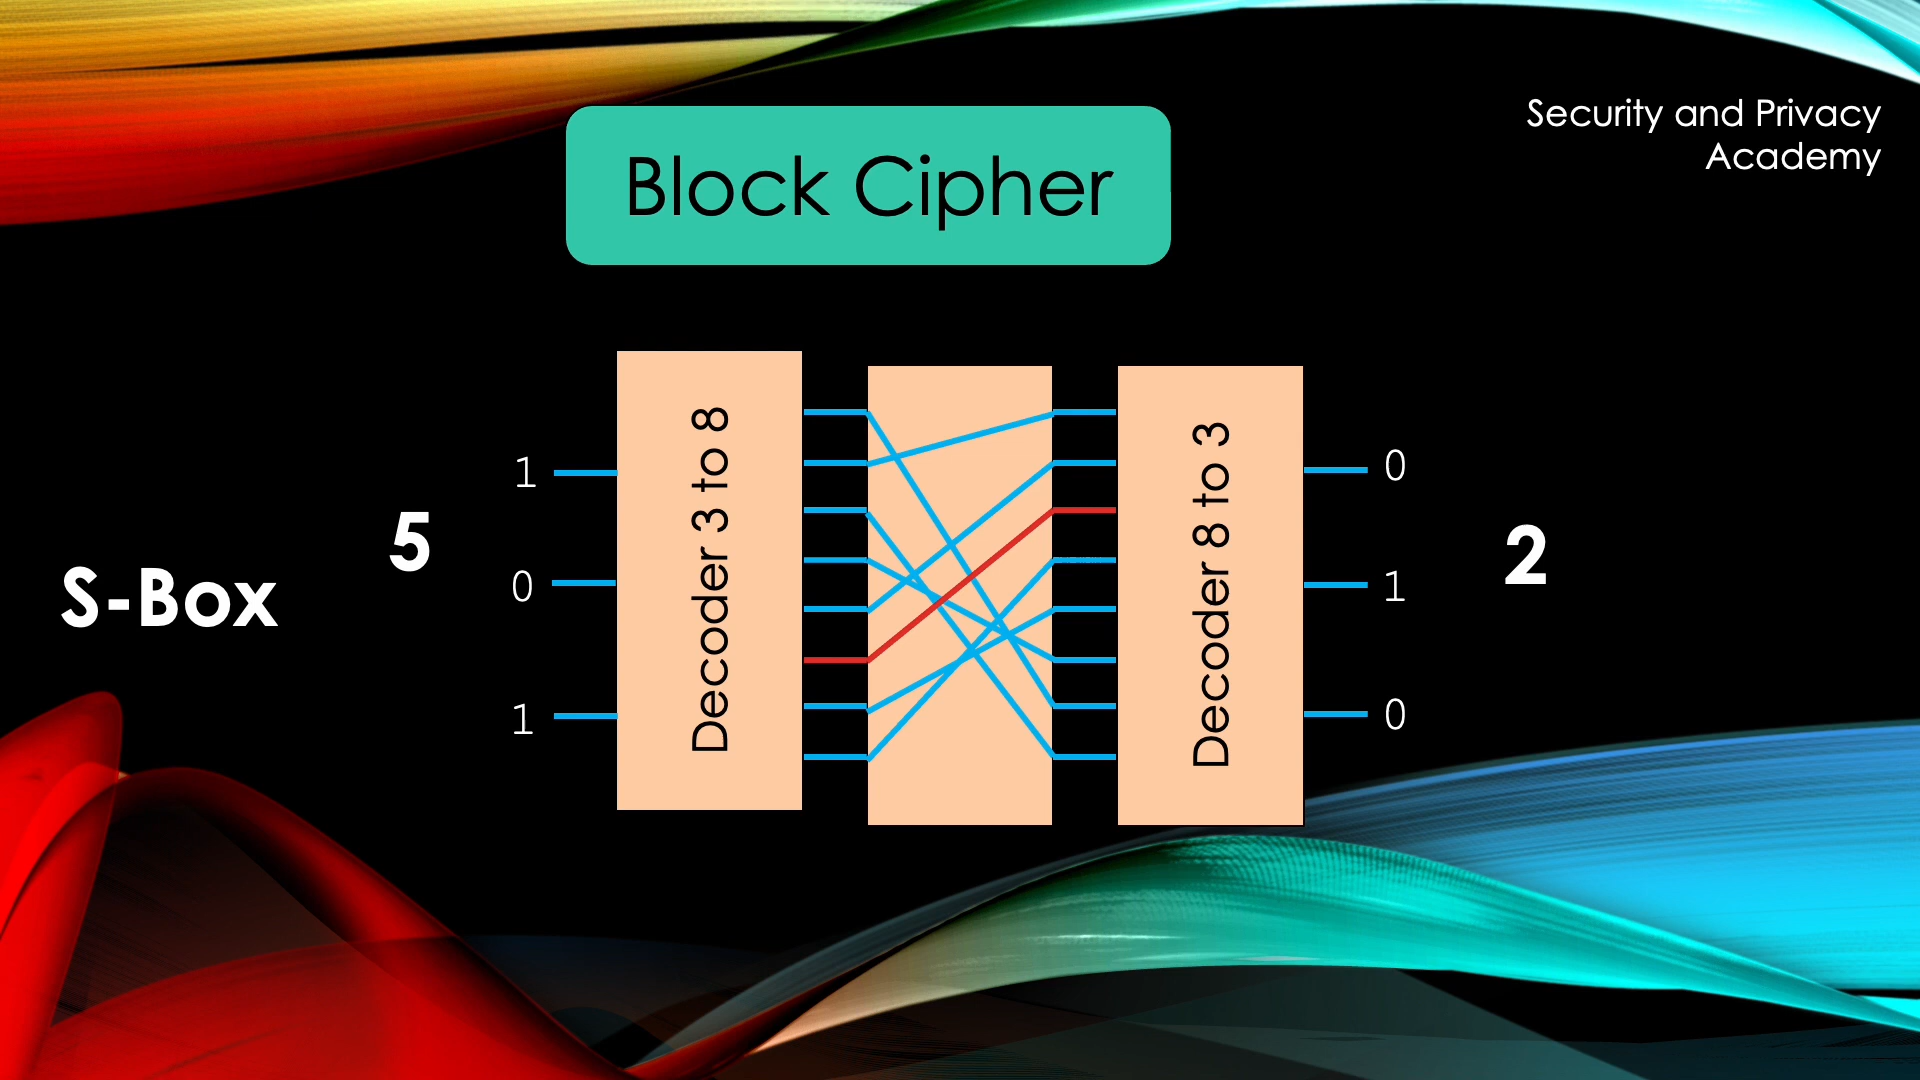 Security and Privacy
Academy
Block Cipher
S-Box
5
1
0
1
Decoder 3 to 8
Decoder 8 to 3
0
1
0
2